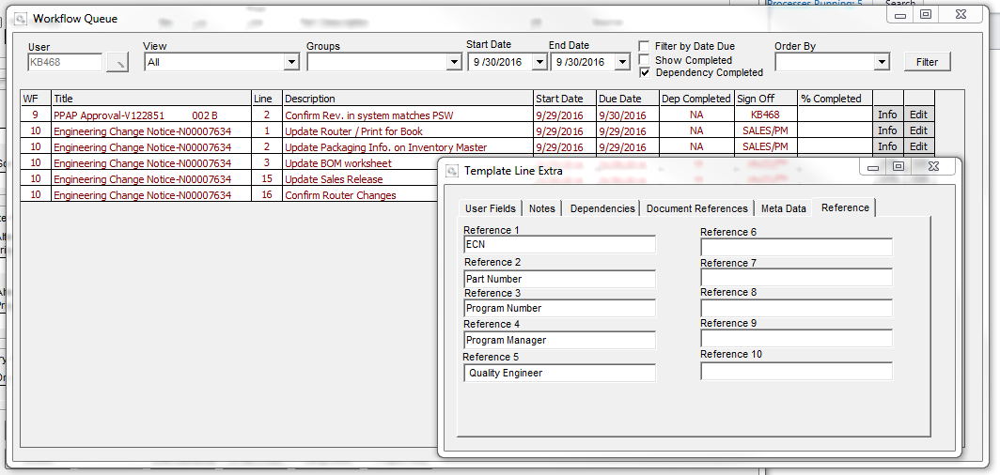 Processes Running: 5 Search
Workflow Queue
User View Groups Start Date End Date Filter by Date Due Order By
KB468 All 9 /30/2016 9 /30/2016 Show Completed Filter
Dependency Completed
WF Title Line Description Start Date Due Date Dep Completed Sign Off % Completed
9 PPAP Approval-V122851 002 B 2 Confirm Rev. in system matches PSW 9/29/2016 9/30/2016 NA KB468 Info Edit
10 Engineering Change Notice-N00007634 1 Update Router / Print for Book 9/29/2016 9/29/2016 NA SALES/PM Info Edit
10 Engineering Change Notice-N00007634 2 Update Packaging Info. on Inventory Master 9/29/2016 9/29/2016 NA SALES/PM Info Edit
10 Engineering Change Notice-N00007634 3 Update BOM worksheet
10 Engineering Change Notice-N00007634 15 Update Sales Release
10 Engineering Change Notice-N00007634 16 Confirm Router Changes
Template Line Extra
User Fields Notes Dependencies Document References Meta Data Reference
Reference 1
ECN
Reference 2
Part Number
Reference 3
Program Number
Reference 4
Program Manager
Reference 5
Quality Engineer
Reference 6
Reference 7
Reference 8
Reference 9
Reference 10